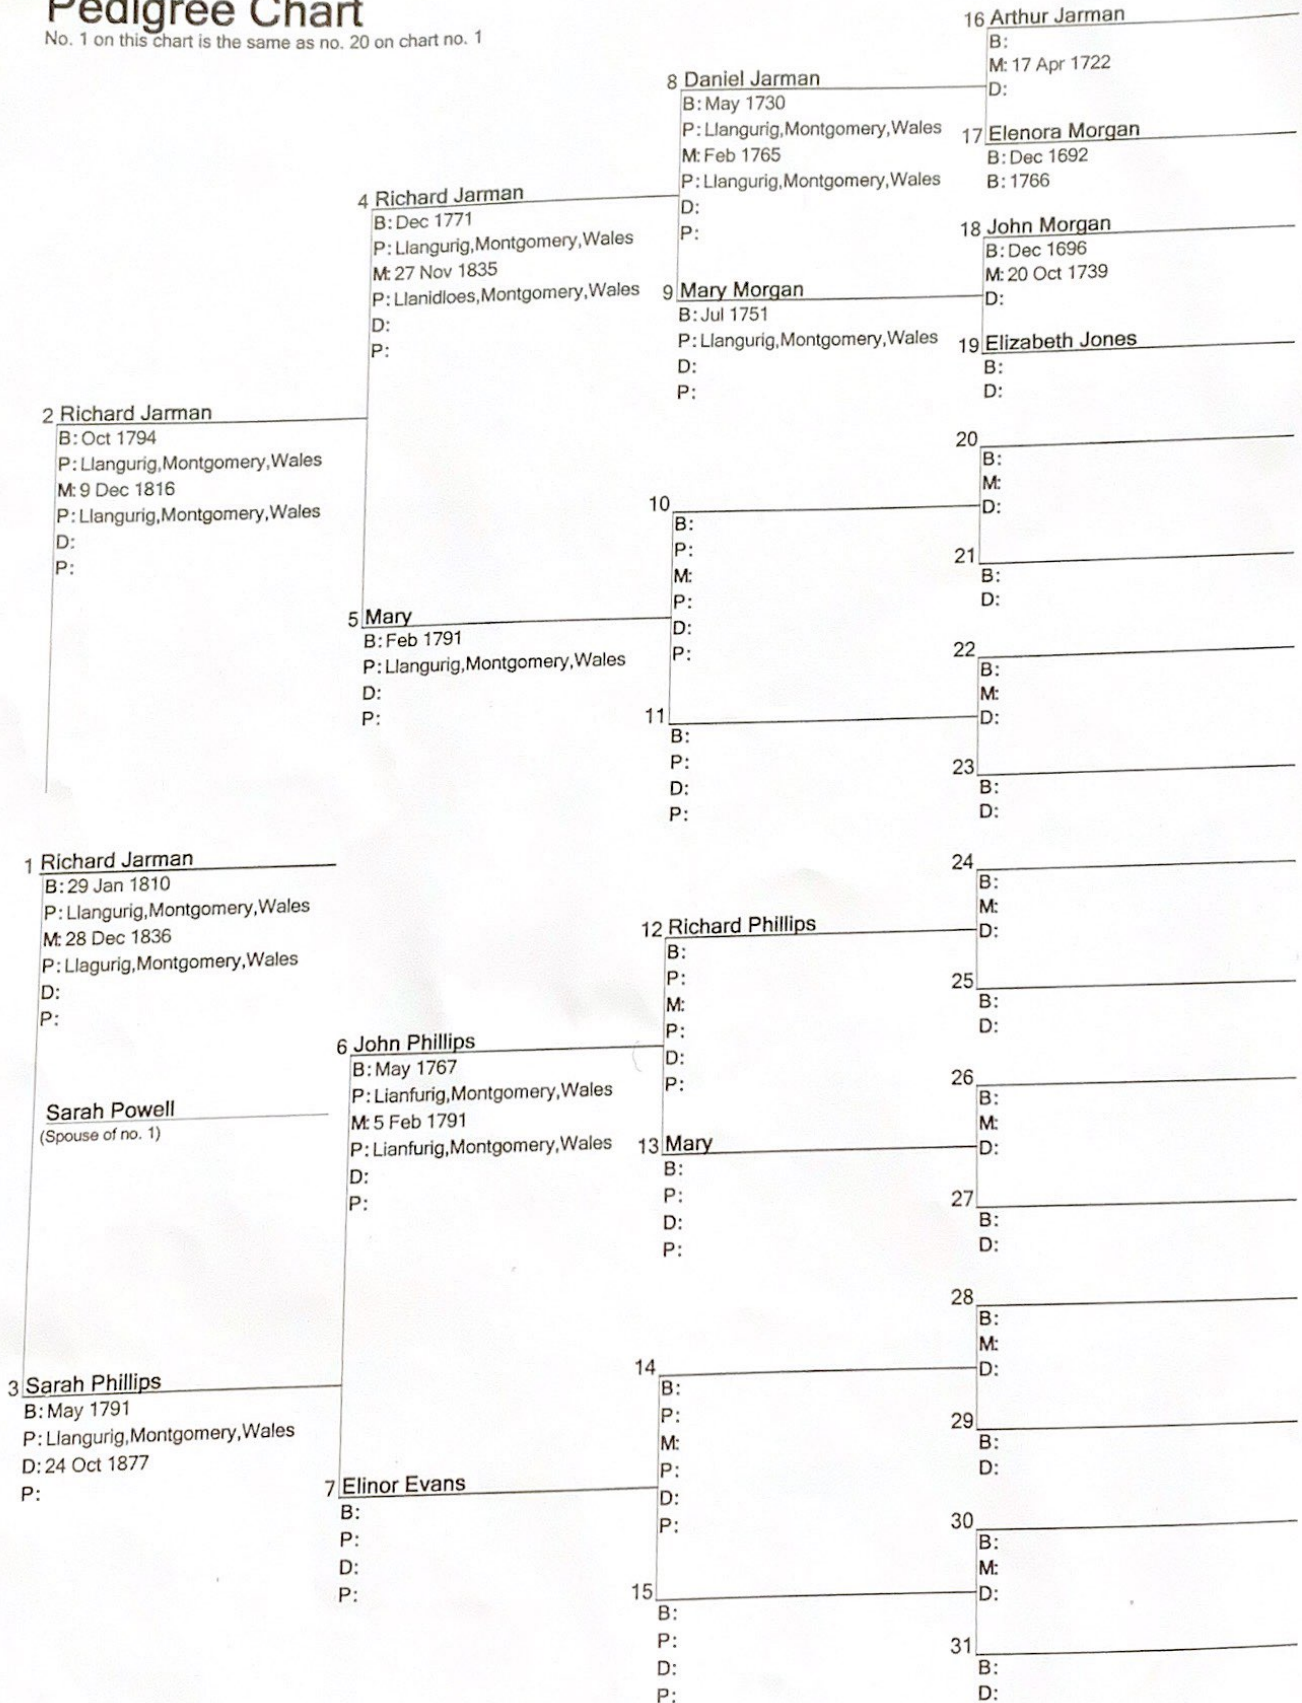 Pedigree Chart
No. 1 on this chart is the same as no. 20 on chart no. 1
2 Richard Jarman
B: Oct 1794
P: Llangurig,Montgomery,Wales
M: 9 Dec 1816
P: Llangurig,Montgomery,Wales
D:
P:
1 Richard Jarman
B: 29 Jan 1810
P: Llangurig,Montgomery,Wales
M: 28 Dec 1836
P: Llagurig,Montgomery,Wales
D:
P:
Sarah Powell
(Spouse of no. 1)
3 Sarah Phillips
B: May 1791
P: Llangurig,Montgomery,Wales
D: 24 Oct 1877
P:
4 Richard Jarman
B: Dec 1771
P: Llangurig,Montgomery,Wales
M: 27 Nov 1835
P: Llanidloes,Montgomery,Wales
D:
P:
5 Mary
B: Feb 1791
P: Llangurig,Montgomery,Wales
D:
P:
6 John Phillips
B: May 1767
P: Lianfurig,Montgomery,Wales
M: 5 Feb 1791
P: Lianfurig,Montgomery,Wales
D:
P:
7 Elinor Evans
B:
P:
D:
P:
8 Daniel Jarman
B: May 1730
P: Llangurig,Montgomery,Wales
M: Feb 1765
P: Llangurig,Montgomery,Wales
D:
P:
9 Mary Morgan
B: Jul 1751
P: Llangurig,Montgomery,Wales
D:
P:
10
B:
P:
M:
P:
D:
P:
11
B:
P:
D:
P:
12 Richard Phillips
B:
P:
M:
P:
D:
P:
13 Mary
B:
P:
D:
P:
14
B:
P:
M:
P:
D:
P:
15
B:
P:
D:
P:
16 Arthur Jarman
B:
M: 17 Apr 1722
D:
17 Elenora Morgan
B: Dec 1692
B: 1766
18 John Morgan
B: Dec 1696
M: 20 Oct 1739
D:
19 Elizabeth Jones
B:
D:
20
B:
M:
D:
21
B:
D:
22
B:
M:
D:
23
B:
D:
24
B:
M:
D:
25
B:
D:
26
B:
M:
D:
27
B:
D:
28
B:
M:
D:
29
B:
D:
30
B:
M:
D:
31
B:
D: